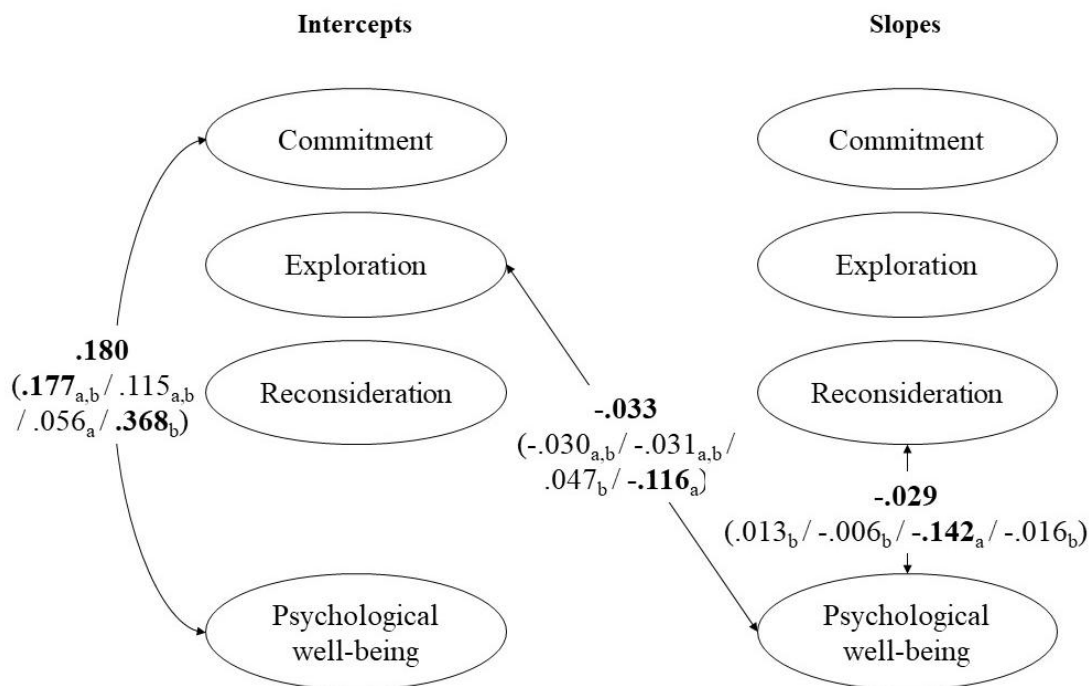 Intercepts
Slopes
Commitment
Commitment
Exploration
Exploration
.180
(.177a,b / .115a,b
/ .056a / .368b)
Reconsideration
Reconsideration
-.033
(-.030a,b / -.031a,b /
.047b / -.116a)
-.029
(.013b / -.006b / -.142a / -.016b)
Psychological
well-being
Psychological
well-being